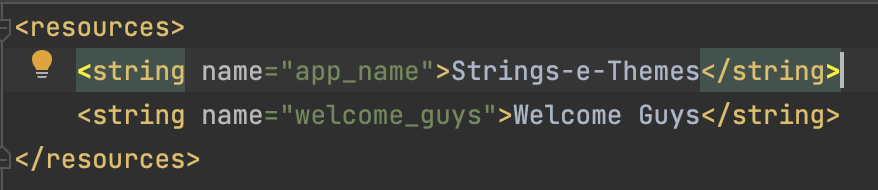 <resources>
    <string name="app_name">Strings-e-Themes</string>
    <string name="welcome_guys">Welcome Guys</string>
</resources>